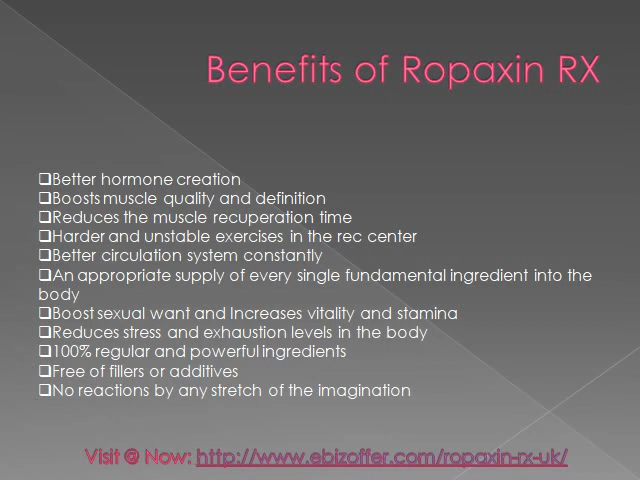 Benefits of Ropaxin RX
❑Better hormone creation
❑Boosts muscle quality and definition
❑Reduces the muscle recuperation time
❑Harder and unstable exercises in the rec center
❑Better circulation system constantly
❑An appropriate supply of every single fundamental ingredient into the
body
❑Boost sexual want and Increases vitality and stamina
❑Reduces stress and exhaustion levels in the body
❑100% regular and powerful ingredients
❑Free of fillers or additives
❑No reactions by any stretch of the imagination
Visit @ Now: http://www.ebizoffer.com/ropaxin-rx-uk/